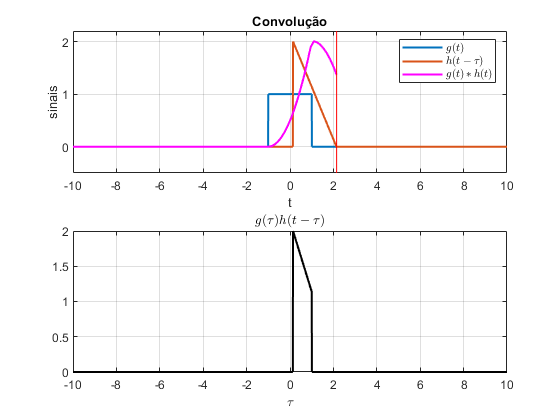 Convolução
2
1
0
sinais
g(t)
h(t − τ)
g(t) ∗ h(t)
-10 -8 -6 -4 -2 0 2 4 6 8 10
t
g(τ)h(t − τ)
2
1.5
1
0.5
0
-10 -8 -6 -4 -2 0 2 4 6 8 10
τ